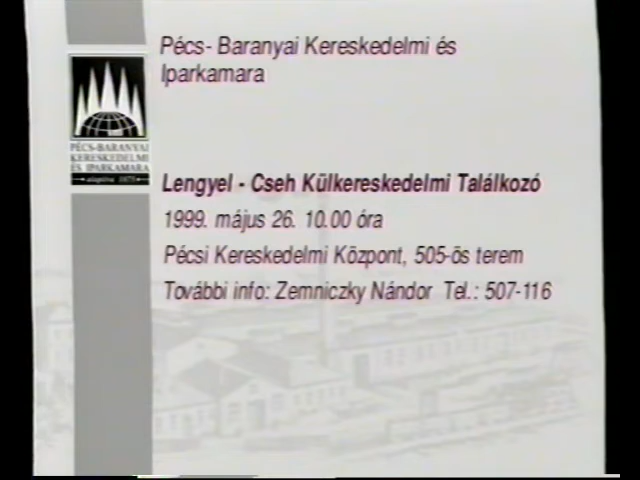 Pécs- Baranyai Kereskedelmi és
Iparkamara
PÉCS-BARANYAI
KERESKEDELMI
ÉS IPARKAMARA
Lengyel - Cseh Külkereskedelmi Találkozó
1999. május 26. 10.00 óra
Pécsi Kereskedelmi Központ, 505-ös terem
További info: Zemniczky Nándor Tel.: 507-116